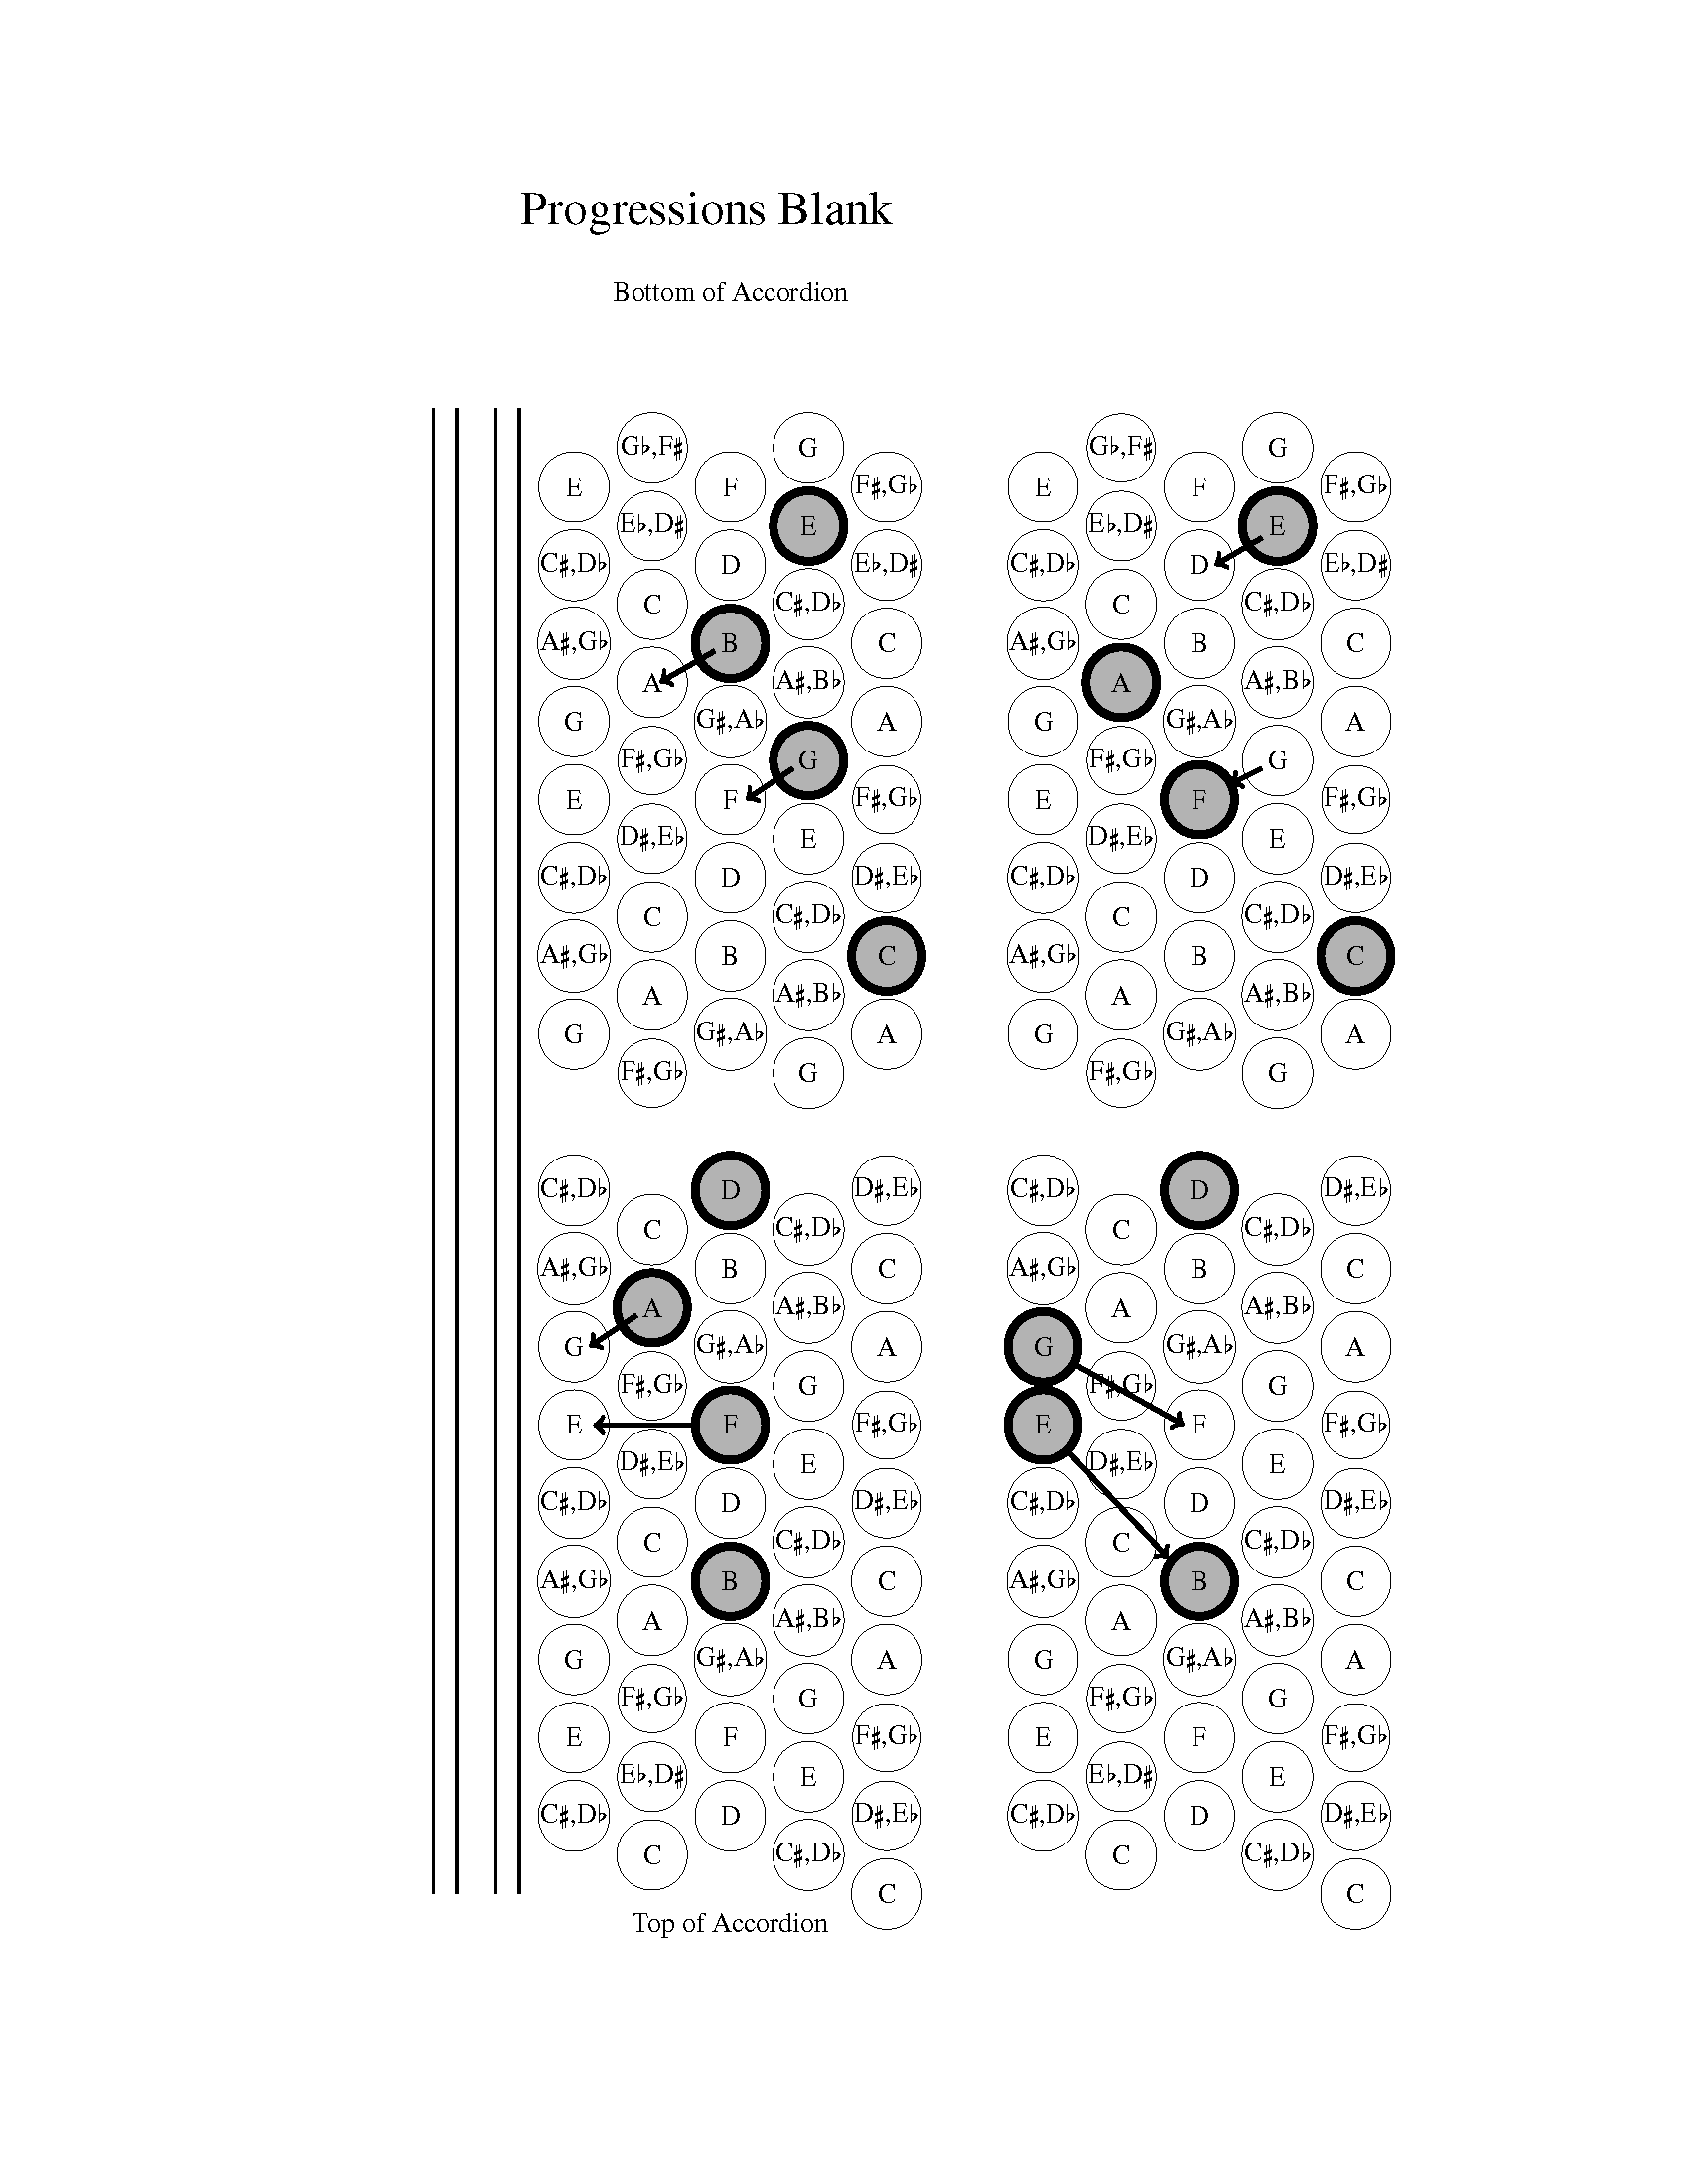 Progressions Blank
Bottom of Accordion
G♭,F♯ G G♭,F♯ G
E F F♯,G♭ E F F♯,G♭
E♭,D♯ E E♭,D♯ E
C♯,D♭ D E♭,D♯ C♯,D♭ D E♭,D♯
C C♯,D♭ C C♯,D♭
A♯,G♭ B C A♯,G♭ B C
A A♯,B♭ A A♯,B♭
G G♯,A♭ A G G♯,A♭ A
F♯,G♭ G F♯,G♭ G
E F F♯,G♭ E F F♯,G♭
D♯,E♭ E D♯,E♭ E
C♯,D♭ D D♯,E♭ C♯,D♭ D D♯,E♭
C C♯,D♭ C C♯,D♭
A♯,G♭ B C A♯,G♭ B C
A A♯,B♭ A A♯,B♭
G G♯,A♭ A G G♯,A♭ A
F♯,G♭ G F♯,G♭ G
C♯,D♭ D D♯,E♭ C♯,D♭ D D♯,E♭
C C♯,D♭ C C♯,D♭
A♯,G♭ B C A♯,G♭ B C
A A♯,B♭ A A♯,B♭
G G♯,A♭ A G G♯,A♭ A
F♯,G♭ G F♯,G♭ G
E F F♯,G♭ E F F♯,G♭
D♯,E♭ E D♯,E♭ E
C♯,D♭ D D♯,E♭ C♯,D♭ D D♯,E♭
C C♯,D♭ C C♯,D♭
A♯,G♭ B C A♯,G♭ B C
A A♯,B♭ A A♯,B♭
G G♯,A♭ A G G♯,A♭ A
F♯,G♭ G F♯,G♭ G
E F F♯,G♭ E F F♯,G♭
E♭,D♯ E E♭,D♯ E
C♯,D♭ D D♯,E♭ C♯,D♭ D D♯,E♭
C C♯,D♭ C C♯,D♭
C C
Top of Accordion